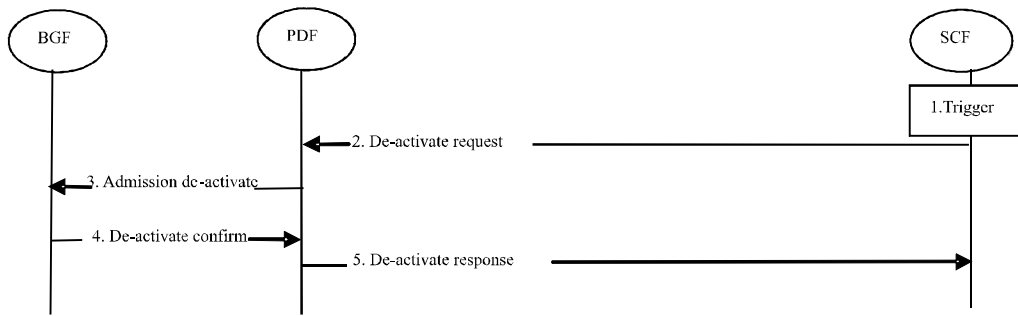 BGF
PDF
SCF
1.Trigger
2. De-activate request
3. Admission de-activate
4. De-activate confirm
5. De-activate response